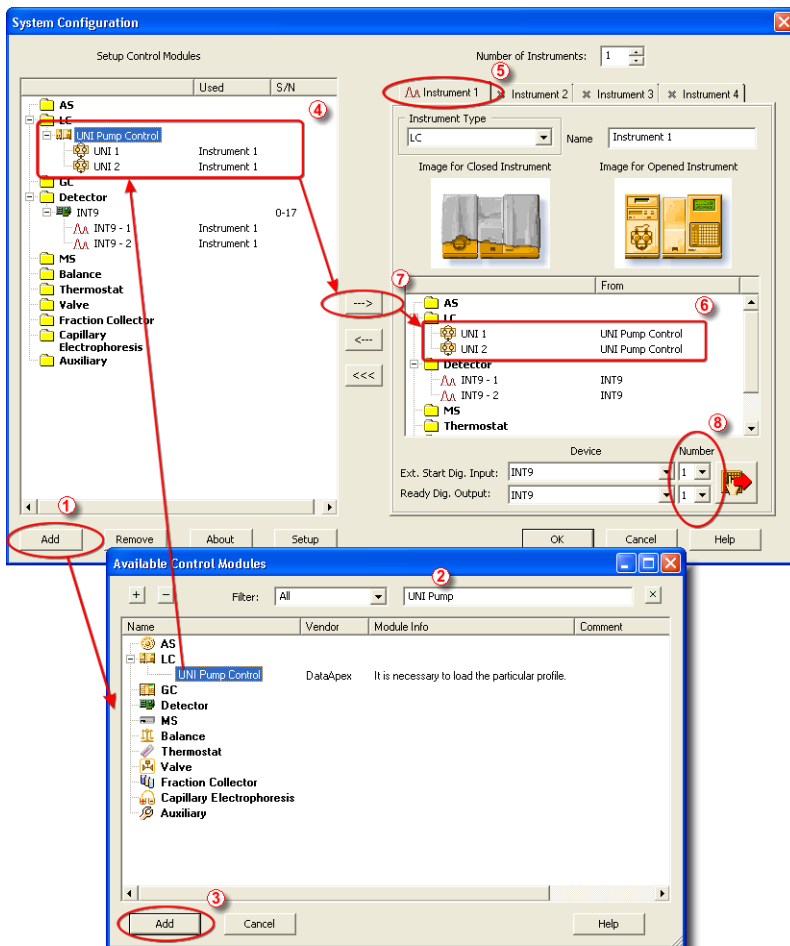 System Configuration
Setup Control Modules
Number of Instruments: 1
Used S/N
④
AS
LC
UNI Pump Control
UNI 1 Instrument 1
UNI 2 Instrument 1
GC
Detector
INT9 0-17
INT9 - 1 Instrument 1
INT9 - 2 Instrument 1
MS
Balance
Thermostat
Valve
Fraction Collector
Capillary
Electrophoresis
Auxiliary
--->
<---
<<<
⑤
Instrument 1 Instrument 2 Instrument 3 Instrument 4
Instrument Type
LC Name Instrument 1
Image for Closed Instrument Image for Opened Instrument
⑦
From
⑥
AS
LC
UNI 1 UNI Pump Control
UNI 2 UNI Pump Control
Detector
INT9 - 1 INT9
INT9 - 2 INT9
MS
Thermostat
⑧
Device Number
Ext. Start Dig. Input: INT9 1
Ready Dig. Output: INT9 1
①
Add Remove About Setup OK Cancel Help
Available Control Modules
②
+ - Filter: All UNI Pump ×
Name Vendor Module Info Comment
AS
LC
UNI Pump Control DataApex It is necessary to load the particular profile.
GC
Detector
MS
Balance
Thermostat
Valve
Fraction Collector
Capillary Electrophoresis
Auxiliary
③
Add Cancel Help